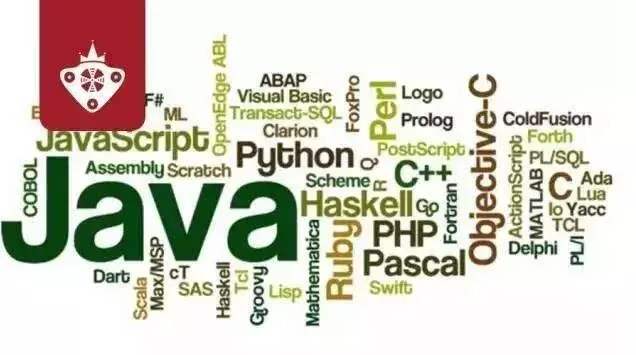 OpenEdge ABL
ABAP
Visual Basic
FoxPro
Perl
Logo
F#
ML
Transact-SQL
Prolog
Objective-C
ColdFusion
JavaScript
Clarion
PostScript
Forth
COBOL
Assembly
Scratch
Python
Q
ActionScript
PL/SQL
Java
Scheme
R
C++
MATLAB
C
Ada
Lua
Haskell
Go
Fortran
Io
Yacc
TCL
Mathematica
Ruby
PHP
Delphi
PL/I
Pascal
Dart
Scala
Max/MSP
cT
SAS
Haskell
Tcl
Groovy
Lisp
Swift